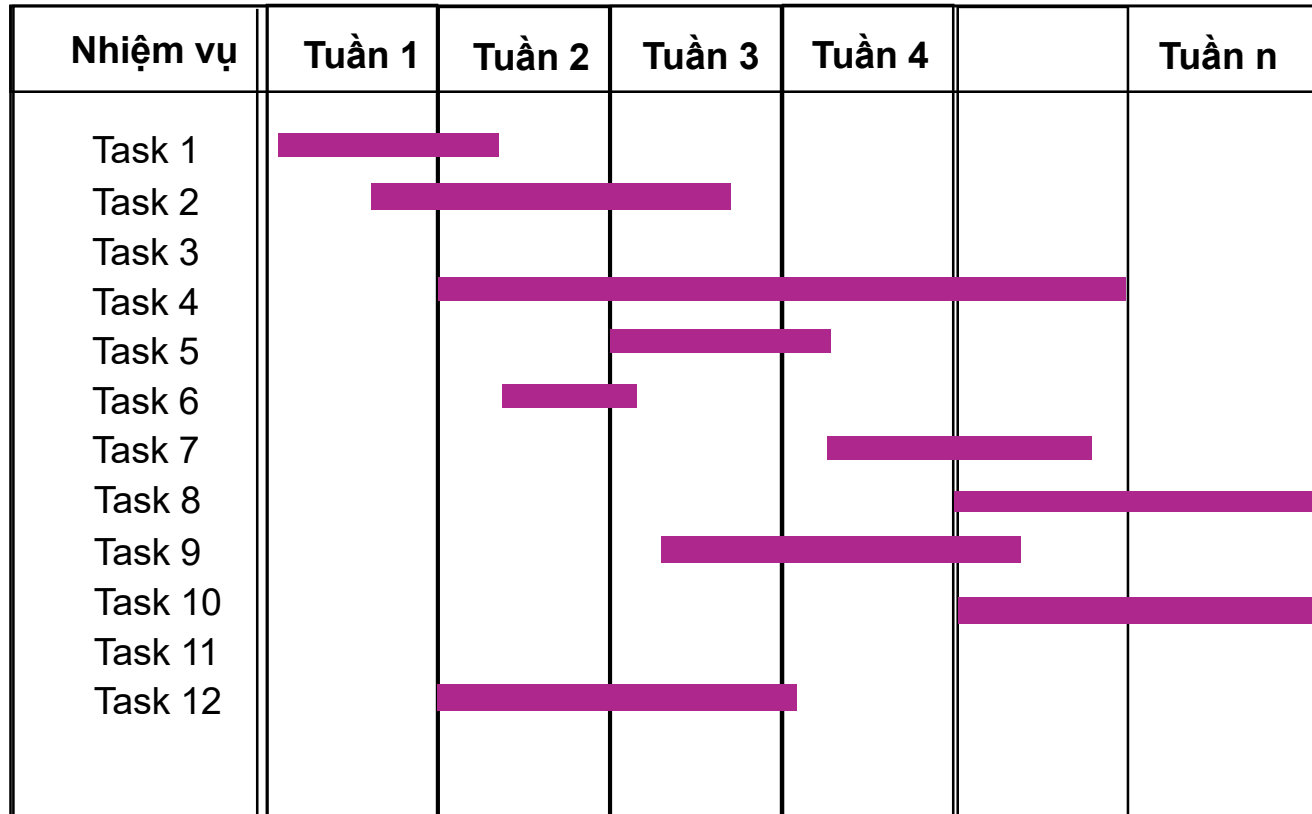 Nhiệm vụ Tuần 1 Tuần 2 Tuần 3 Tuần 4 Tuần n
Task 1
Task 2
Task 3
Task 4
Task 5
Task 6
Task 7
Task 8
Task 9
Task 10
Task 11
Task 12